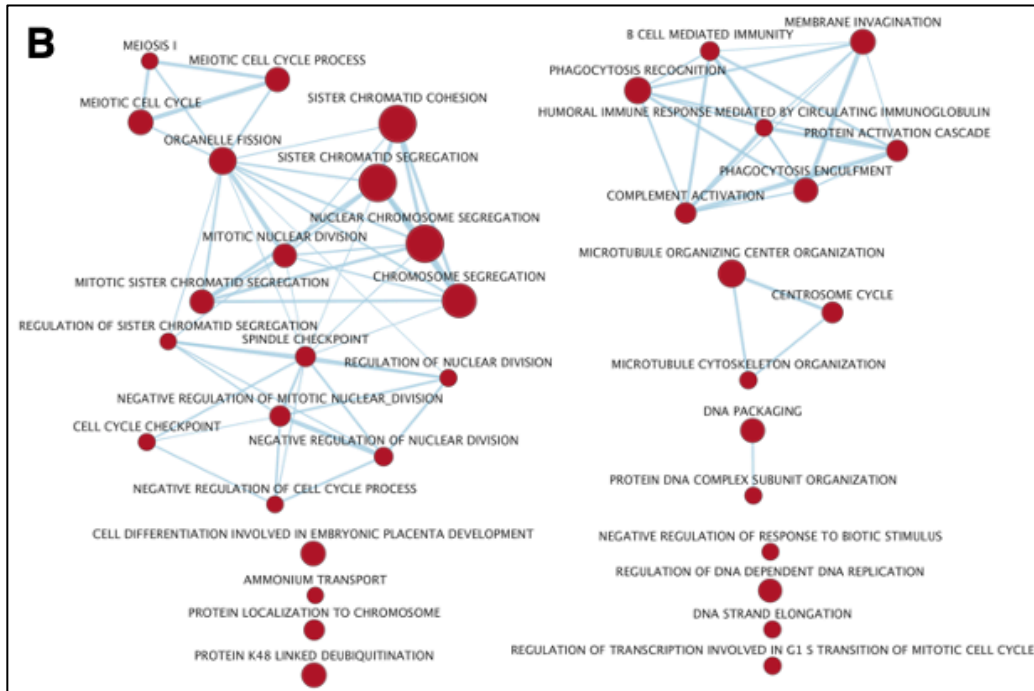 B
MEIOSIS I
MEIOTIC CELL CYCLE PROCESS
MEIOTIC CELL CYCLE
SISTER CHROMATID COHESION
ORGANELLE FISSION
SISTER CHROMATID SEGREGATION
NUCLEAR CHROMOSOME SEGREGATION
MITOTIC NUCLEAR DIVISION
CHROMOSOME SEGREGATION
MITOTIC SISTER CHROMATID SEGREGATION
REGULATION OF SISTER CHROMATID SEGREGATION
SPINDLE CHECKPOINT
REGULATION OF NUCLEAR DIVISION
NEGATIVE REGULATION OF MITOTIC NUCLEAR_DIVISION
CELL CYCLE CHECKPOINT
NEGATIVE REGULATION OF NUCLEAR DIVISION
NEGATIVE REGULATION OF CELL CYCLE PROCESS
CELL DIFFERENTIATION INVOLVED IN EMBRYONIC PLACENTA DEVELOPMENT
AMMONIUM TRANSPORT
PROTEIN LOCALIZATION TO CHROMOSOME
PROTEIN K48 LINKED DEUBIQUITINATION
MEMBRANE INVAGINATION
B CELL MEDIATED IMMUNITY
PHAGOCYTOSIS RECOGNITION
HUMORAL IMMUNE RESPONSE MEDIATED BY CIRCULATING IMMUNOGLOBULIN
PROTEIN ACTIVATION CASCADE
PHAGOCYTOSIS ENGULFMENT
COMPLEMENT ACTIVATION
MICROTUBULE ORGANIZING CENTER ORGANIZATION
CENTROSOME CYCLE
MICROTUBULE CYTOSKELETON ORGANIZATION
DNA PACKAGING
PROTEIN DNA COMPLEX SUBUNIT ORGANIZATION
NEGATIVE REGULATION OF RESPONSE TO BIOTIC STIMULUS
REGULATION OF DNA DEPENDENT DNA REPLICATION
DNA STRAND ELONGATION
REGULATION OF TRANSCRIPTION INVOLVED IN G1 S TRANSITION OF MITOTIC CELL CYCLE